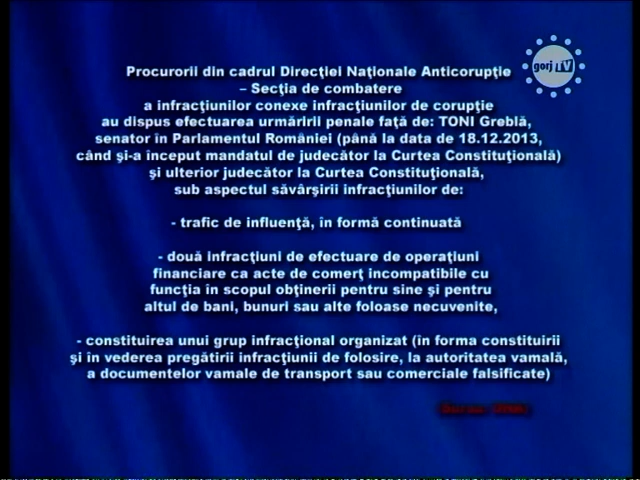 gorj TV
Procurorii din cadrul Direcţiei Naţionale Anticorupţie
– Secţia de combatere
a infracţiunilor conexe infracţiunilor de corupţie
au dispus efectuarea urmăririi penale faţă de: TONI Greblă,
senator în Parlamentul României (până la data de 18.12.2013,
când şi-a început mandatul de judecător la Curtea Constituţională)
şi ulterior judecător la Curtea Constituţională,
sub aspectul săvârşirii infracţiunilor de:
- trafic de influenţă, în formă continuată
- două infracţiuni de efectuare de operaţiuni
financiare ca acte de comerţ incompatibile cu
funcţia în scopul obţinerii pentru sine şi pentru
altul de bani, bunuri sau alte foloase necuvenite,
- constituirea unui grup infracţional organizat (în forma constituirii
şi în vederea pregătirii infracţiunii de folosire, la autoritatea vamală,
a documentelor vamale de transport sau comerciale falsificate)